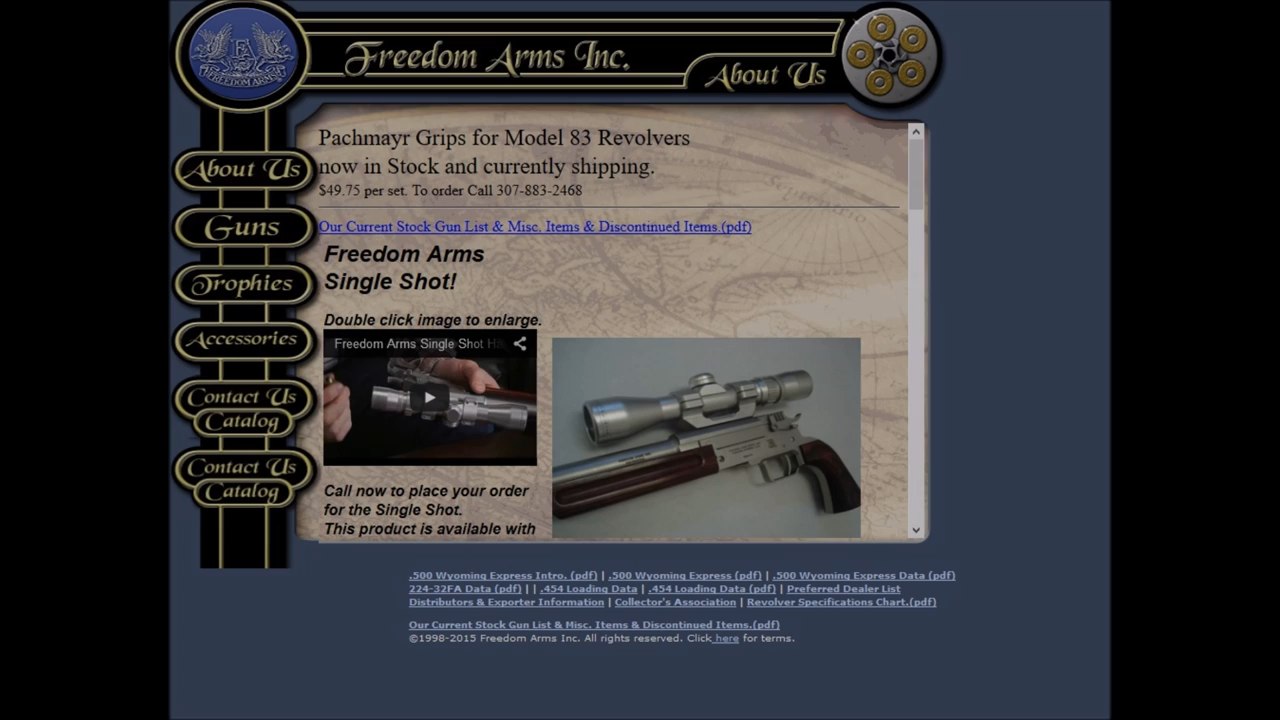 FREEDOM ARMS
Freedom Arms Inc.
About Us
About Us
Guns
Trophies
Accessories
Contact Us
Catalog
Contact Us
Catalog
Pachmayr Grips for Model 83 Revolvers
now in Stock and currently shipping.
$49.75 per set. To order Call 307-883-2468
Our Current Stock Gun List & Misc. Items & Discontinued Items.(pdf)
Freedom Arms
Single Shot!
Double click image to enlarge.
Freedom Arms Single Shot
Call now to place your order
for the Single Shot.
This product is available with
.500 Wyoming Express Intro. (pdf) | .500 Wyoming Express (pdf) | .500 Wyoming Express Data (pdf)
224-32FA Data (pdf) | | .454 Loading Data | .454 Loading Data (pdf) | Preferred Dealer List
Distributors & Exporter Information | Collector's Association | Revolver Specifications Chart.(pdf)
Our Current Stock Gun List & Misc. Items & Discontinued Items.(pdf)
©1998-2015 Freedom Arms Inc. All rights reserved. Click here for terms.